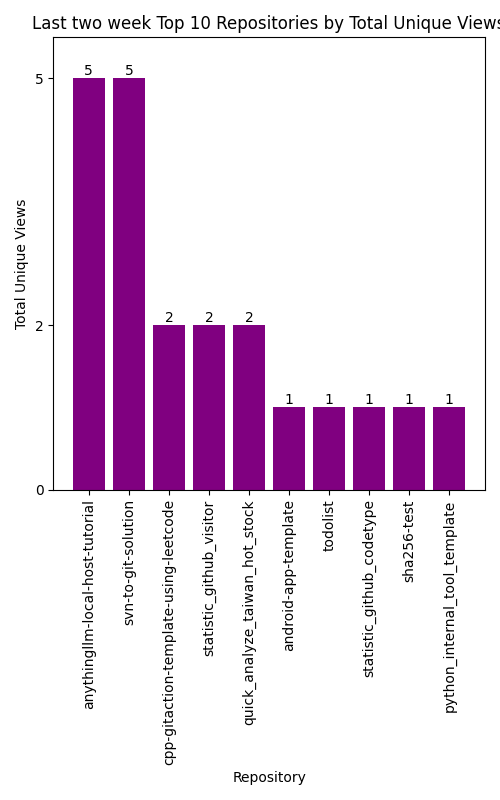 Last two week Top 10 Repositories by Total Unique Views
5
5
5
Total Unique Views
2
2
2
2
1
1
1
1
1
0
anythingllm-local-host-tutorial
svn-to-git-solution
cpp-gitaction-template-using-leetcode
statistic_github_visitor
quick_analyze_taiwan_hot_stock
android-app-template
todolist
statistic_github_codetype
sha256-test
python_internal_tool_template
Repository